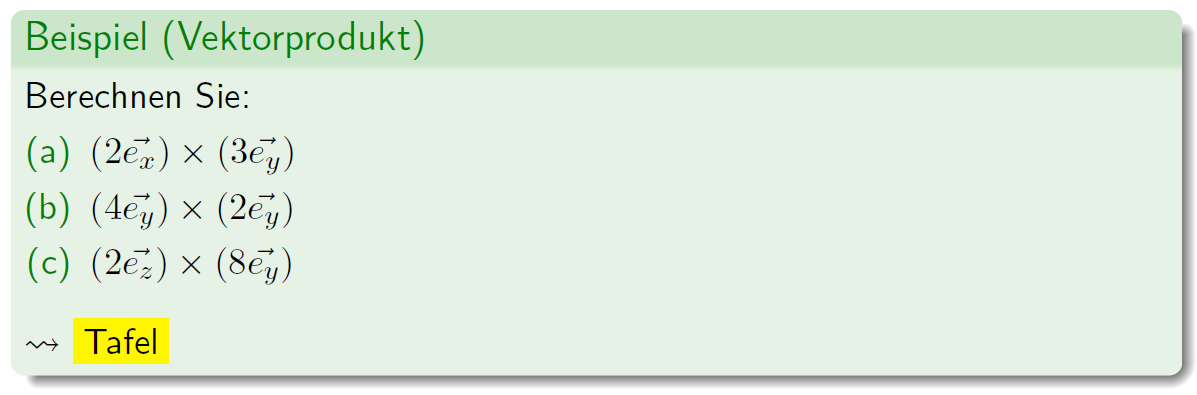 Beispiel (Vektorprodukt)
Berechnen Sie:
(a) (2e⃗ₓ) × (3e⃗ᵧ)
(b) (4e⃗ᵧ) × (2e⃗ᵧ)
(c) (2e⃗_z) × (8e⃗ᵧ)
⇝ Tafel